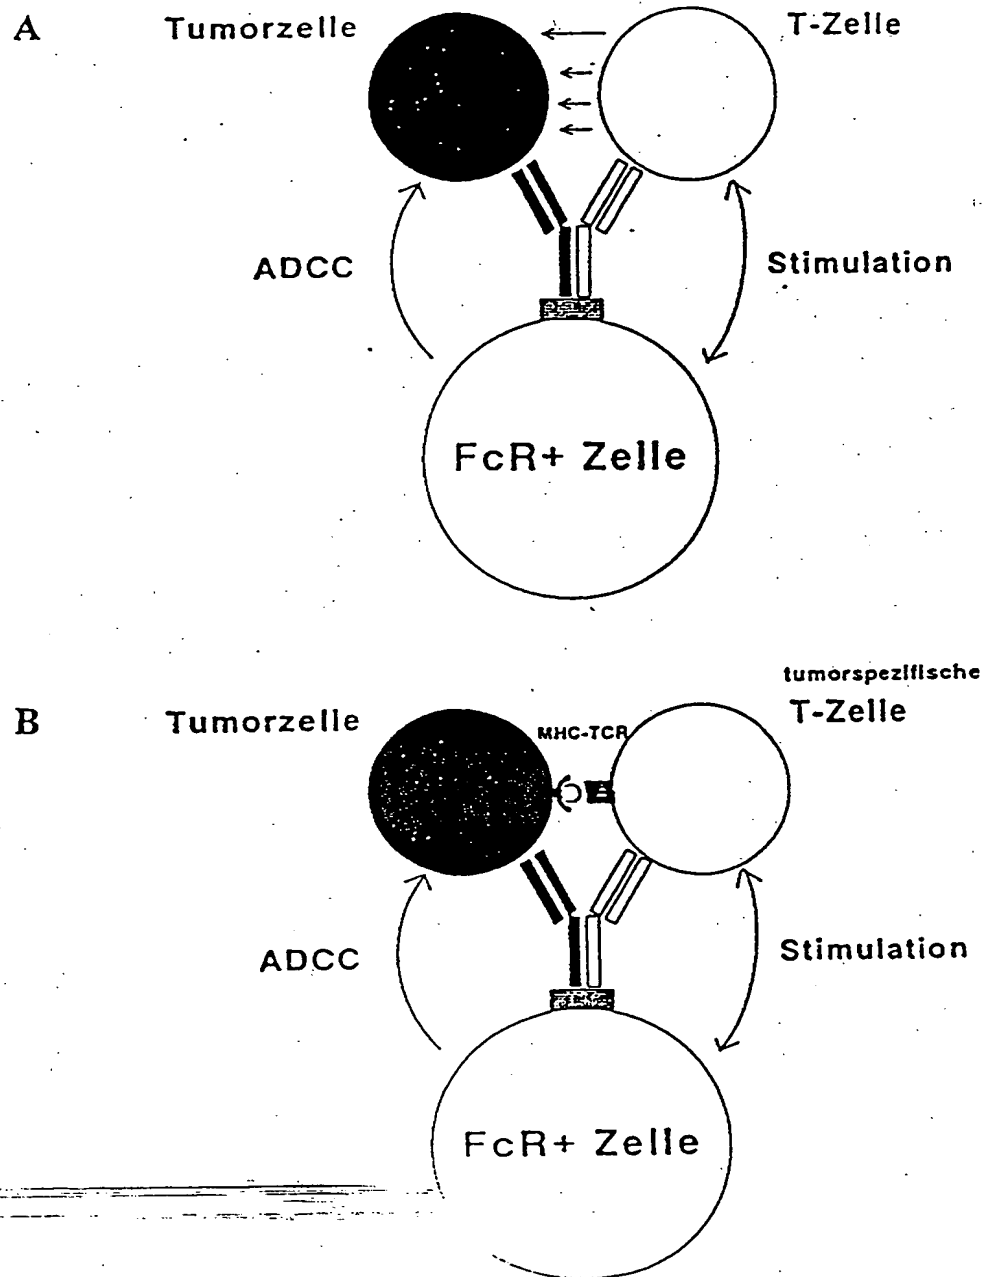 A
Tumorzelle
T-Zelle
ADCC
Stimulation
FcR+ Zelle
B
Tumorzelle
tumorspezifische
T-Zelle
MHC-TCR
ADCC
Stimulation
FcR+ Zelle